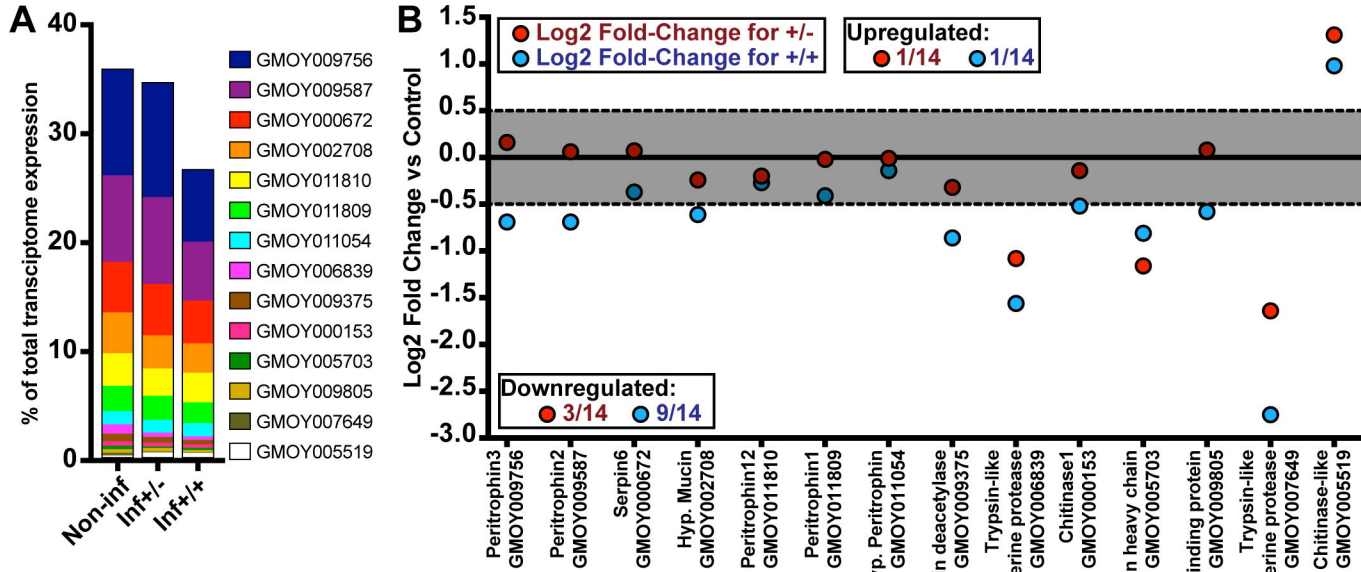 A
% of total transciptome expression
40
30
20
10
0
Non-inf
Inf+/-
Inf+/+
GMOY009756
GMOY009587
GMOY000672
GMOY002708
GMOY011810
GMOY011809
GMOY011054
GMOY006839
GMOY009375
GMOY000153
GMOY005703
GMOY009805
GMOY007649
GMOY005519
B
Log2 Fold Change vs Control
1.5
1.0
0.5
0.0
-0.5
-1.0
-1.5
-2.0
-2.5
-3.0
Log2 Fold-Change for +/-
Log2 Fold-Change for +/+
Upregulated:
1/14 1/14
Downregulated:
3/14 9/14
Peritrophin3
GMOY009756
Peritrophin2
GMOY009587
Serpin6
GMOY000672
Hyp. Mucin
GMOY002708
Peritrophin12
GMOY011810
Peritrophin1
GMOY011809
Peritrophin
GMOY011054
deacetylase
GMOY009375
Trypsin-like
protease
GMOY006839
Chitinase1
GMOY000153
heavy chain
GMOY005703
protein
GMOY009805
Trypsin-like
protease
GMOY007649
Chitinase-like
GMOY005519